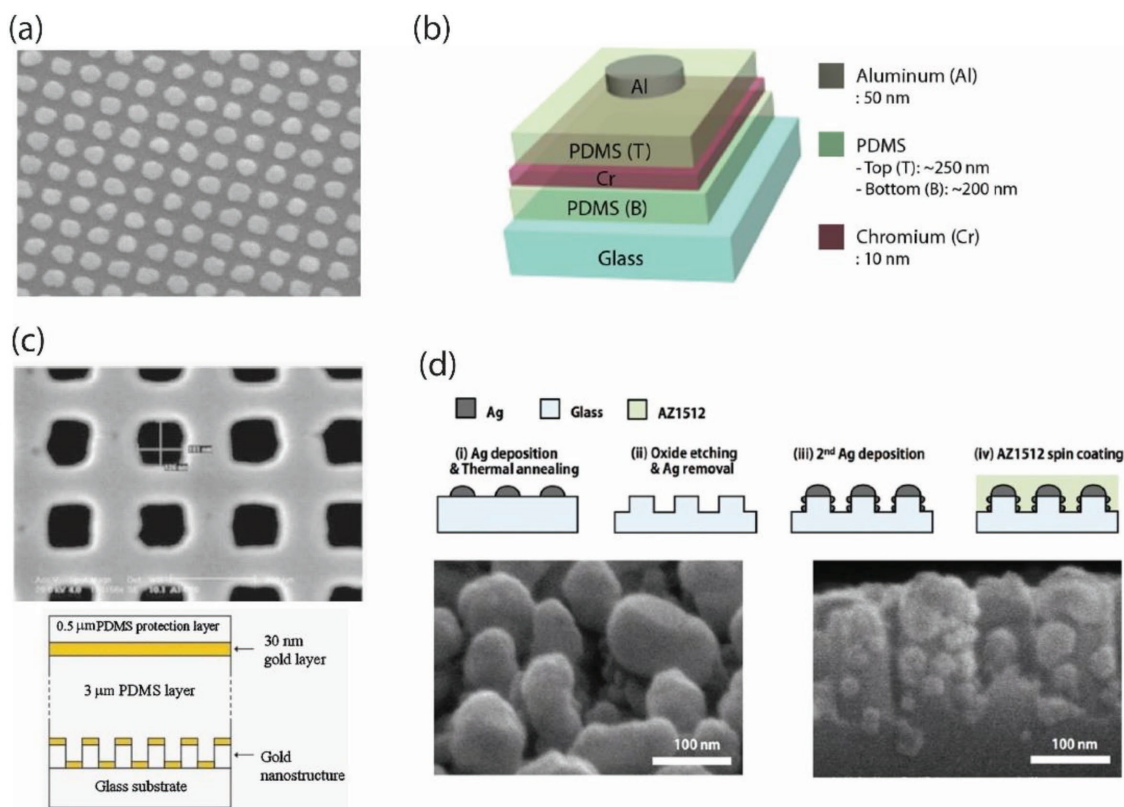 (a)
(b)
Al
PDMS (T)
Cr
PDMS (B)
Glass
Aluminum (Al)
: 50 nm
PDMS
- Top (T): ~250 nm
- Bottom (B): ~200 nm
Chromium (Cr)
: 10 nm
(c)
0.5 μm PDMS protection layer
30 nm
gold layer
3 μm PDMS layer
Gold
nanostructure
Glass substrate
(d)
Ag
Glass
AZ1512
(i) Ag deposition
& Thermal annealing
(ii) Oxide etching
& Ag removal
(iii) 2nd Ag deposition
(iv) AZ1512 spin coating
100 nm
100 nm